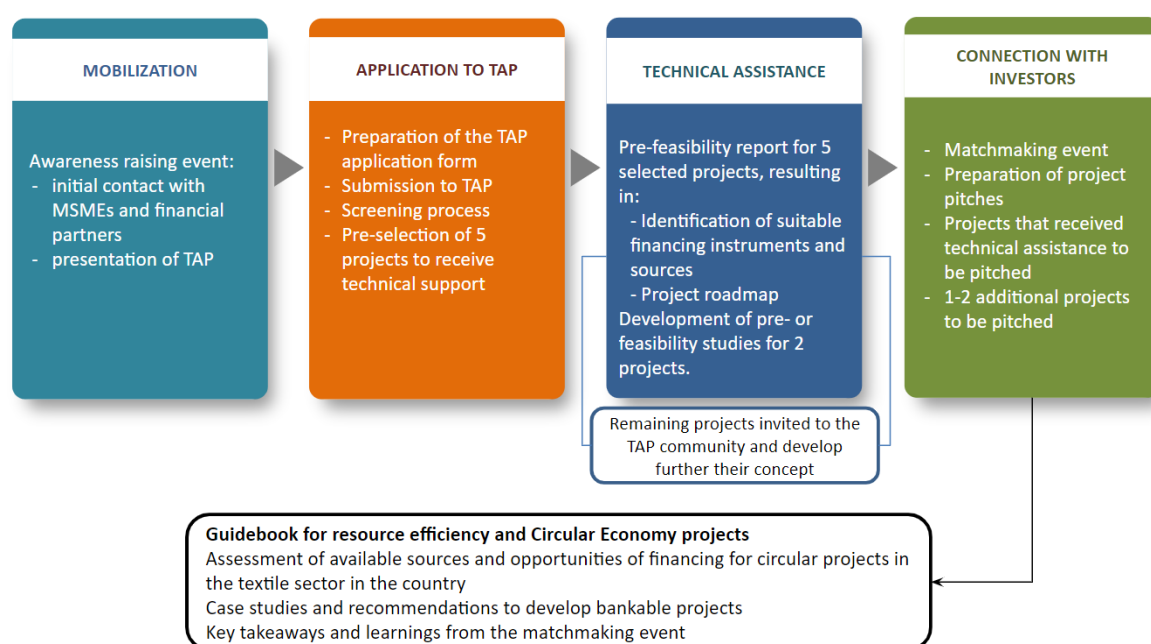 MOBILIZATION
Awareness raising event:
- initial contact with
MSMEs and financial
partners
- presentation of TAP
APPLICATION TO TAP
- Preparation of the TAP
application form
- Submission to TAP
- Screening process
- Pre-selection of 5
projects to receive
technical support
TECHNICAL ASSISTANCE
Pre-feasibility report for 5
selected projects, resulting
in:
- Identification of suitable
financing instruments and
sources
- Project roadmap
Development of pre- or
feasibility studies for 2
projects.
Remaining projects invited to the
TAP community and develop
further their concept
CONNECTION WITH
INVESTORS
- Matchmaking event
- Preparation of project
pitches
- Projects that received
technical assistance to
be pitched
- 1-2 additional projects
to be pitched
Guidebook for resource efficiency and Circular Economy projects
Assessment of available sources and opportunities of financing for circular projects in
the textile sector in the country
Case studies and recommendations to develop bankable projects
Key takeaways and learnings from the matchmaking event